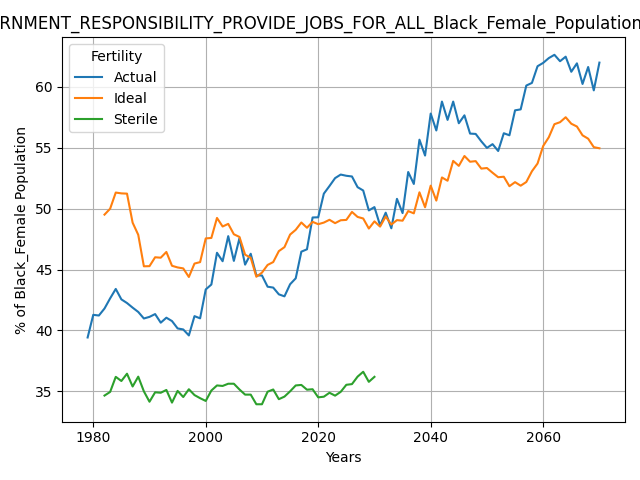 RNMENT_RESPONSIBILITY_PROVIDE_JOBS_FOR_ALL_Black_Female_Population
Fertility
Actual
Ideal
Sterile
% of Black_Female Population
60
55
50
45
40
35
1980
2000
2020
2040
2060
Years